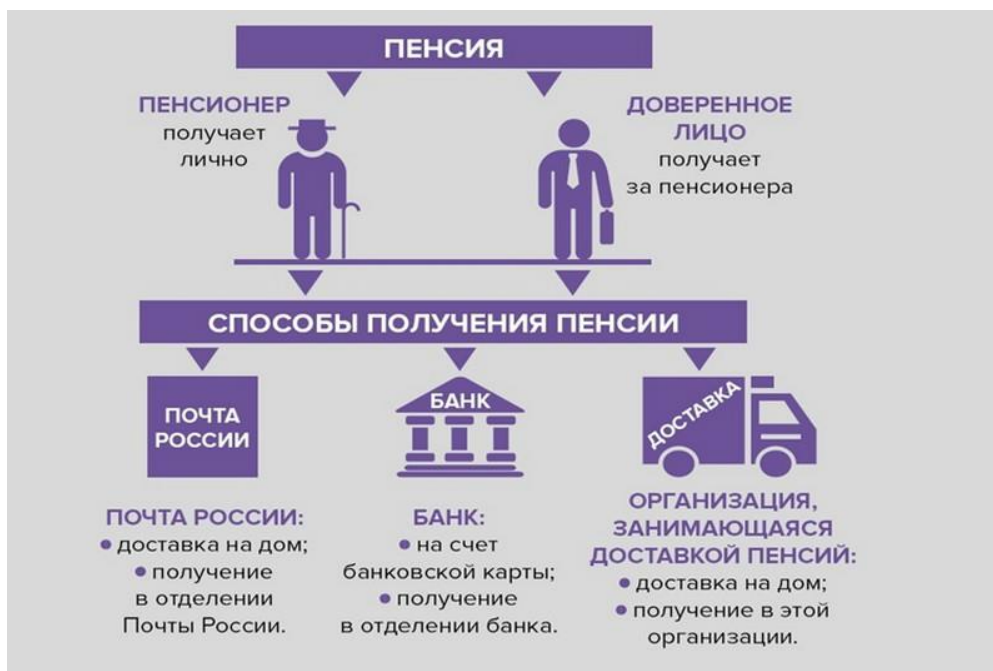 ПЕНСИЯ
ПЕНСИОНЕР
получает
лично
ДОВЕРЕННОЕ
ЛИЦО
получает
за пенсионера
СПОСОБЫ ПОЛУЧЕНИЯ ПЕНСИИ
ПОЧТА
РОССИИ
БАНК
ДОСТАВКА
ПОЧТА РОССИИ:
• доставка на дом;
• получение
в отделении
Почты России.
БАНК:
• на счет
банковской карты;
• получение
в отделении банка.
ОРГАНИЗАЦИЯ,
ЗАНИМАЮЩАЯСЯ
ДОСТАВКОЙ ПЕНСИЙ:
• доставка на дом;
• получение в этой
организации.